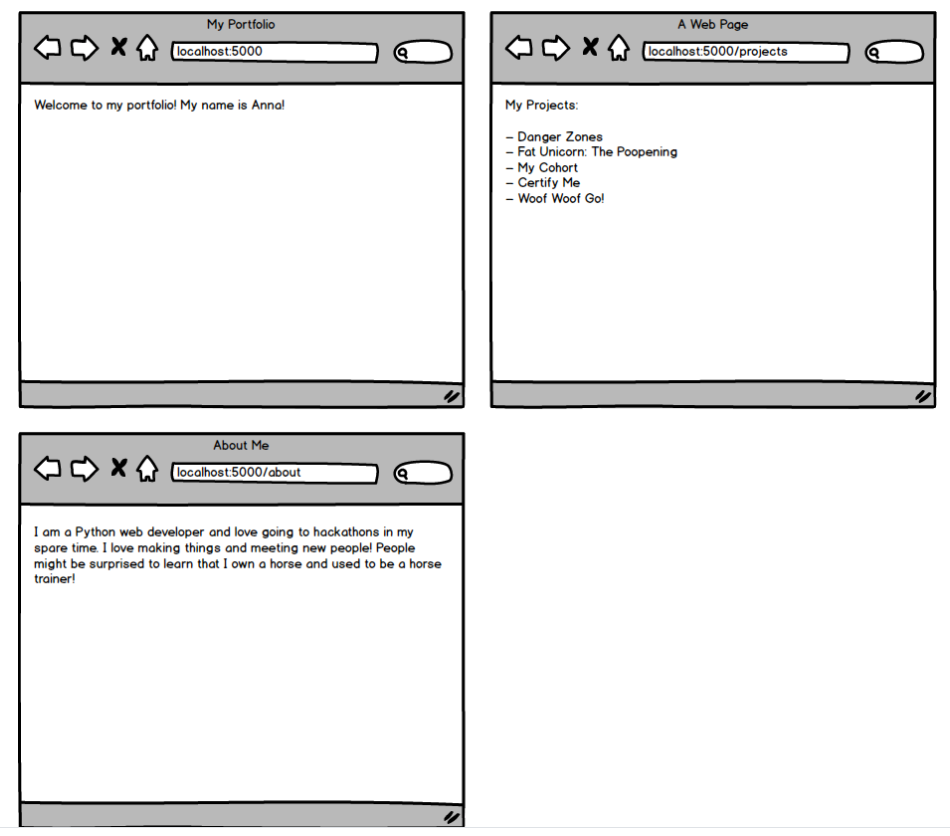 My Portfolio
localhost:5000
Welcome to my portfolio! My name is Anna!
A Web Page
localhost:5000/projects
My Projects:
– Danger Zones
– Fat Unicorn: The Poopening
– My Cohort
– Certify Me
– Woof Woof Go!
About Me
localhost:5000/about
I am a Python web developer and love going to hackathons in my
spare time. I love making things and meeting new people! People
might be surprised to learn that I own a horse and used to be a horse
trainer!